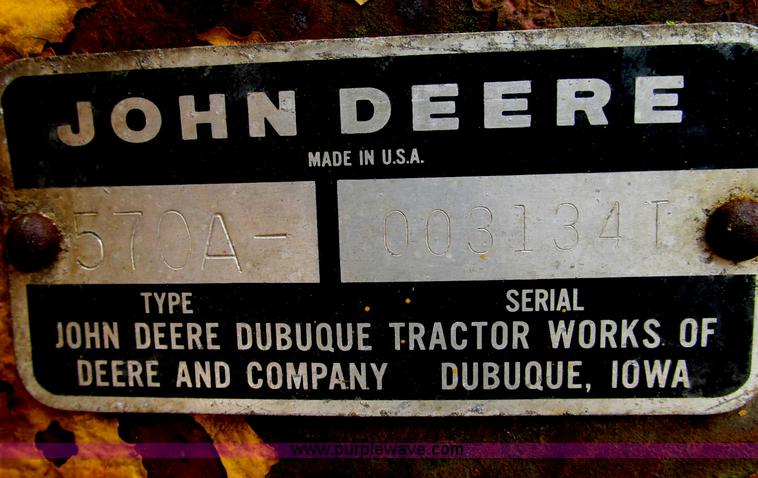 JOHN DEERE
MADE IN U.S.A.
570A- 003134T
TYPE SERIAL
JOHN DEERE DUBUQUE TRACTOR WORKS OF
DEERE AND COMPANY DUBUQUE, IOWA
www.purplewave.com